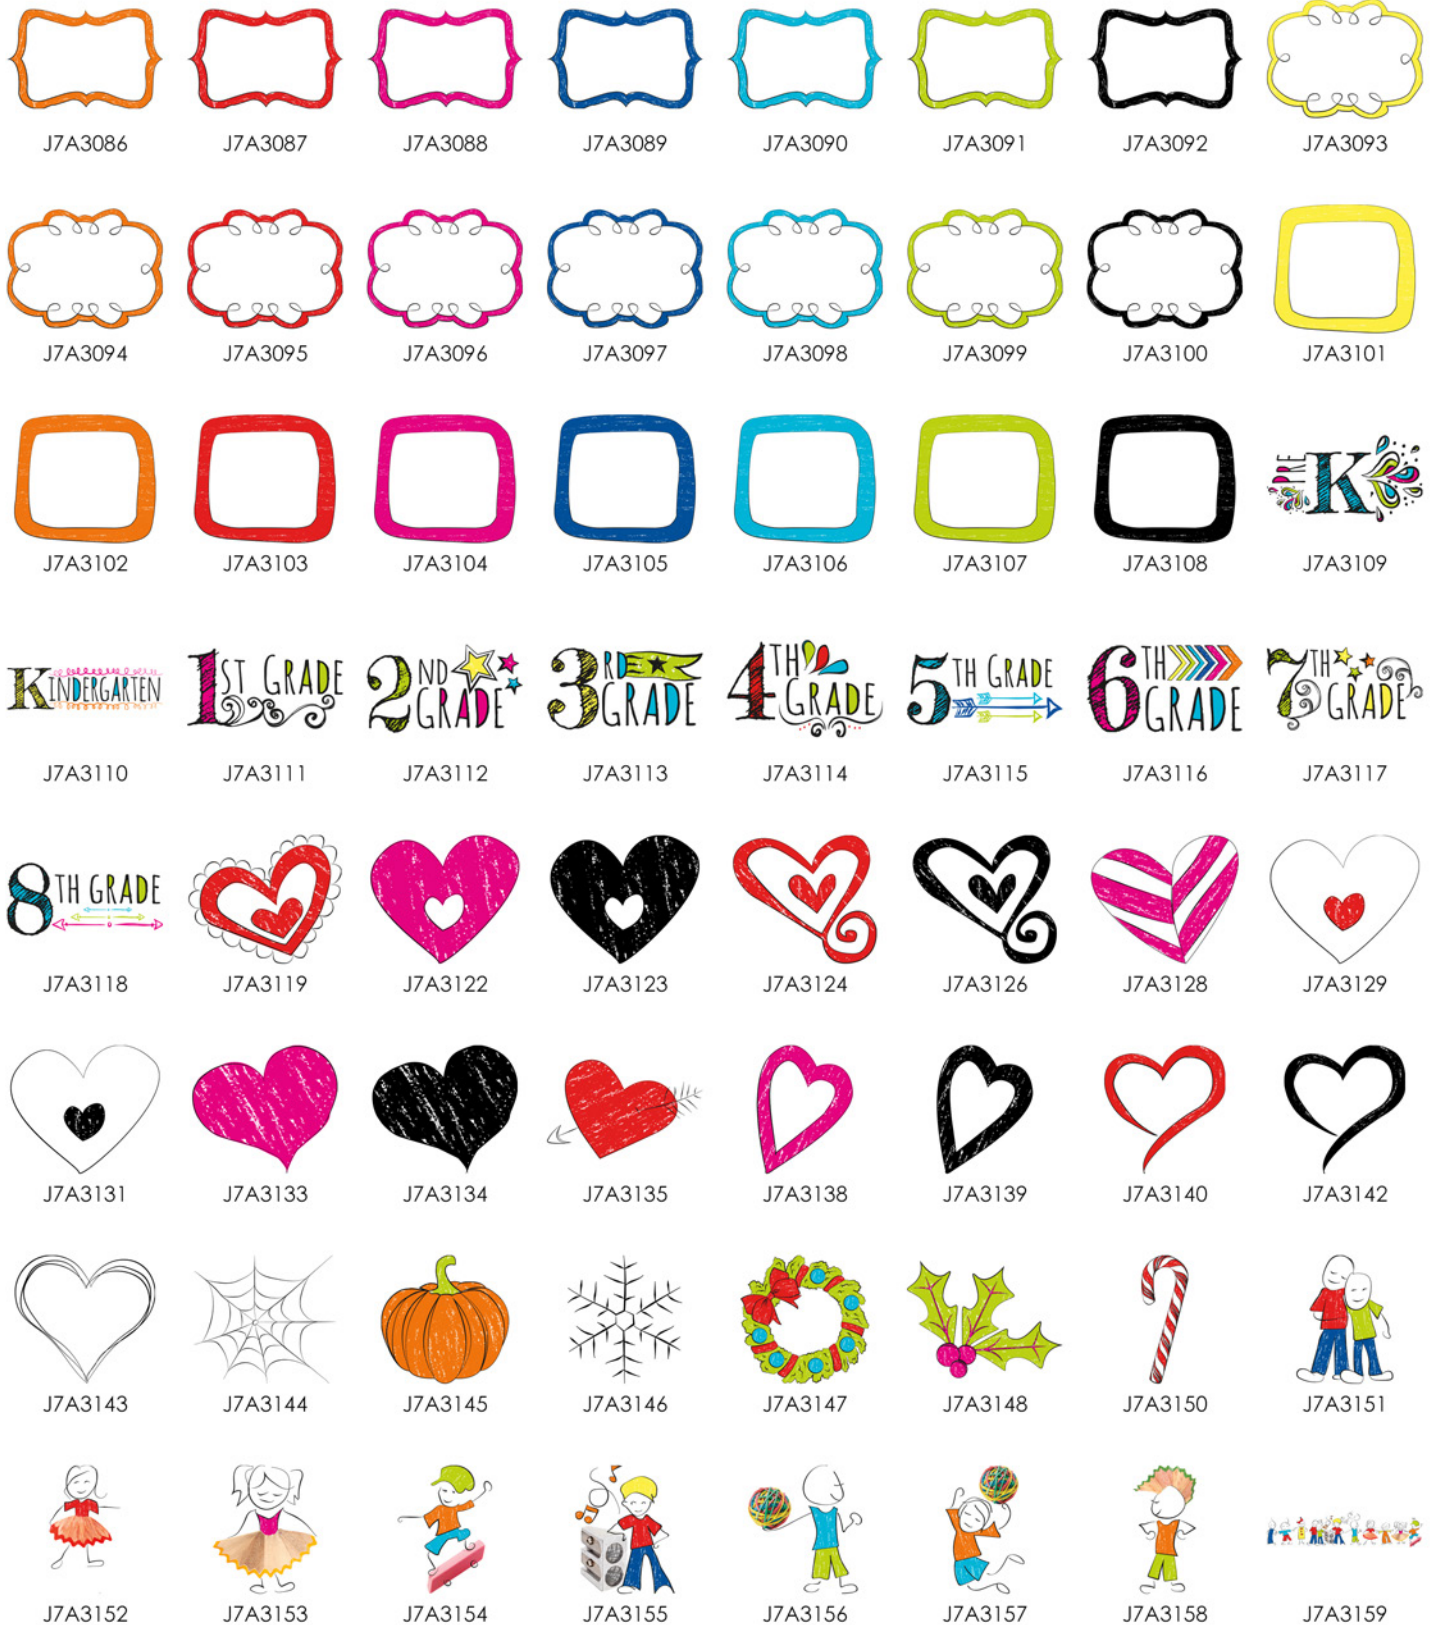 J7A3086 J7A3087 J7A3088 J7A3089 J7A3090 J7A3091 J7A3092 J7A3093
J7A3094 J7A3095 J7A3096 J7A3097 J7A3098 J7A3099 J7A3100 J7A3101
PRE K
J7A3102 J7A3103 J7A3104 J7A3105 J7A3106 J7A3107 J7A3108 J7A3109
KINDERGARTEN 1ST GRADE 2ND GRADE 3RD GRADE 4TH GRADE 5TH GRADE 6TH GRADE 7TH GRADE
J7A3110 J7A3111 J7A3112 J7A3113 J7A3114 J7A3115 J7A3116 J7A3117
8TH GRADE
J7A3118 J7A3119 J7A3122 J7A3123 J7A3124 J7A3126 J7A3128 J7A3129
J7A3131 J7A3133 J7A3134 J7A3135 J7A3138 J7A3139 J7A3140 J7A3142
J7A3143 J7A3144 J7A3145 J7A3146 J7A3147 J7A3148 J7A3150 J7A3151
J7A3152 J7A3153 J7A3154 J7A3155 J7A3156 J7A3157 J7A3158 J7A3159